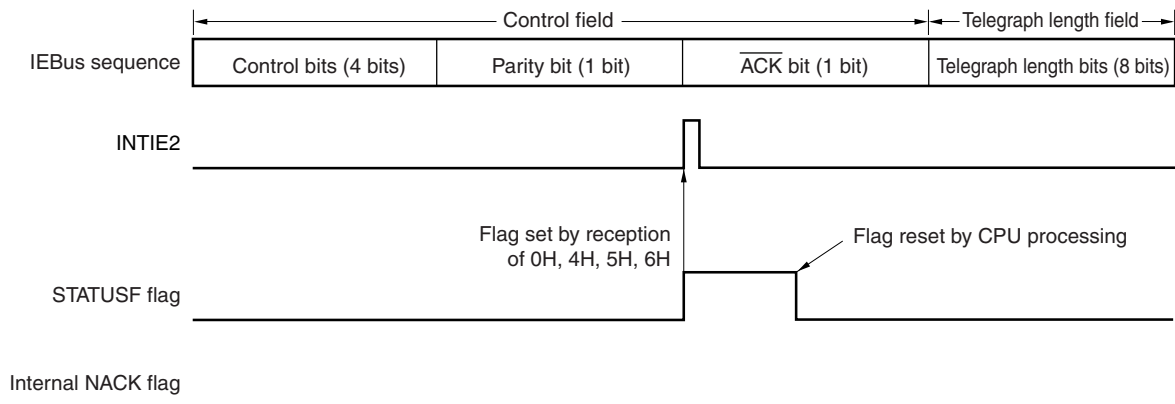 Control field
Telegraph length field
IEBus sequence
Control bits (4 bits)
Parity bit (1 bit)
ACK bit (1 bit)
Telegraph length bits (8 bits)
INTIE2
Flag set by reception
of 0H, 4H, 5H, 6H
Flag reset by CPU processing
STATUSF flag
Internal NACK flag